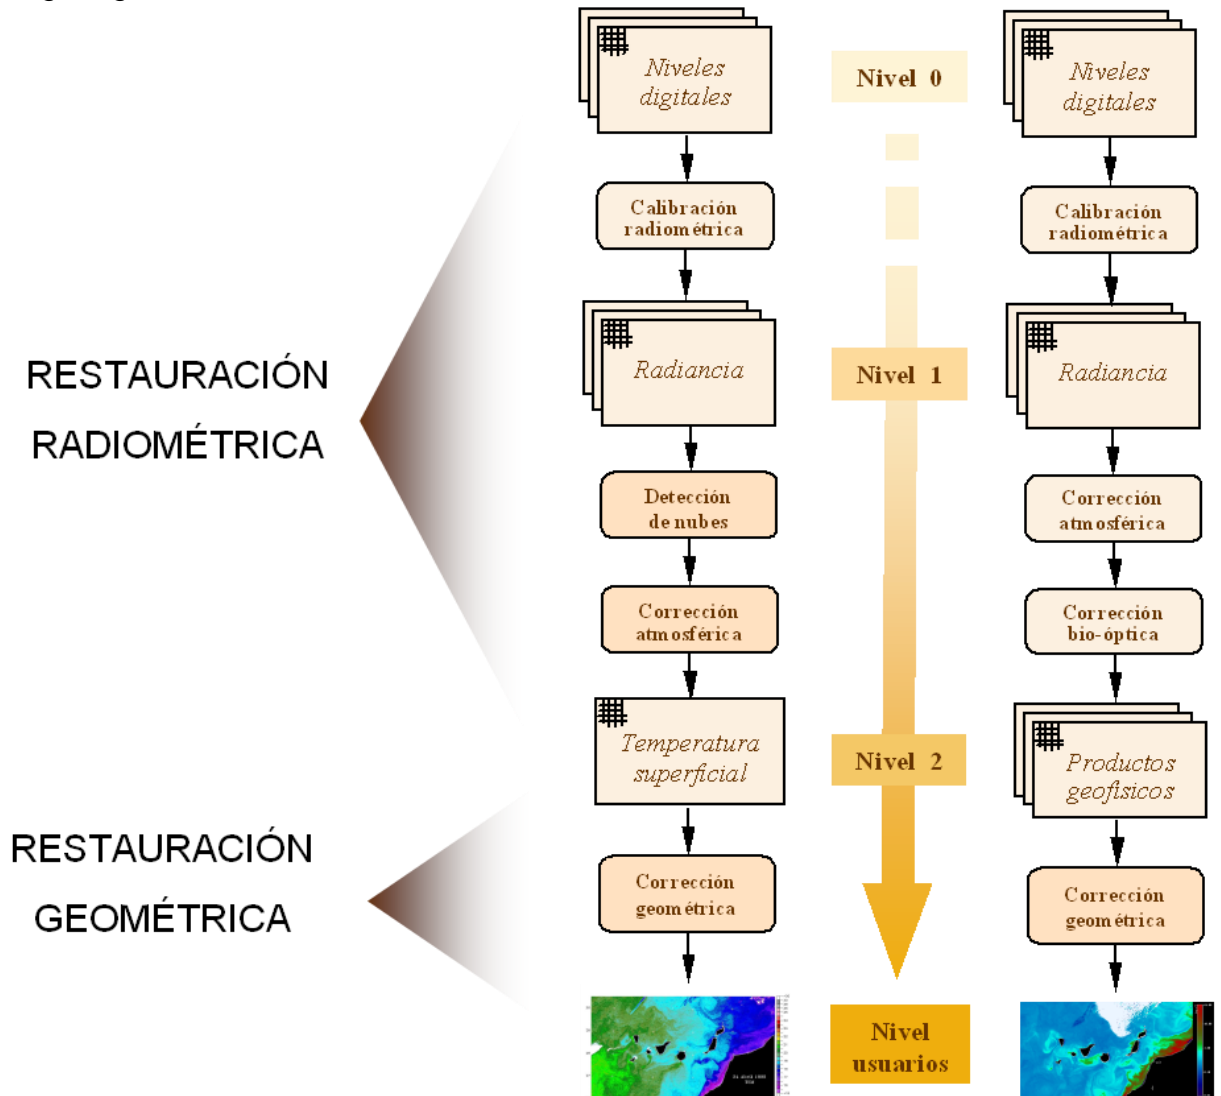 Niveles
digitales
Nivel 0
Niveles
digitales
Calibración
radiométrica
Calibración
radiométrica
RESTAURACIÓN
RADIOMÉTRICA
Radiancia
Nivel 1
Radiancia
Detección
de nubes
Corrección
atmosférica
Corrección
atmosférica
Corrección
bio-óptica
Temperatura
superficial
Nivel 2
Productos
geofísicos
RESTAURACIÓN
GEOMÉTRICA
Corrección
geométrica
Corrección
geométrica
Nivel
usuarios